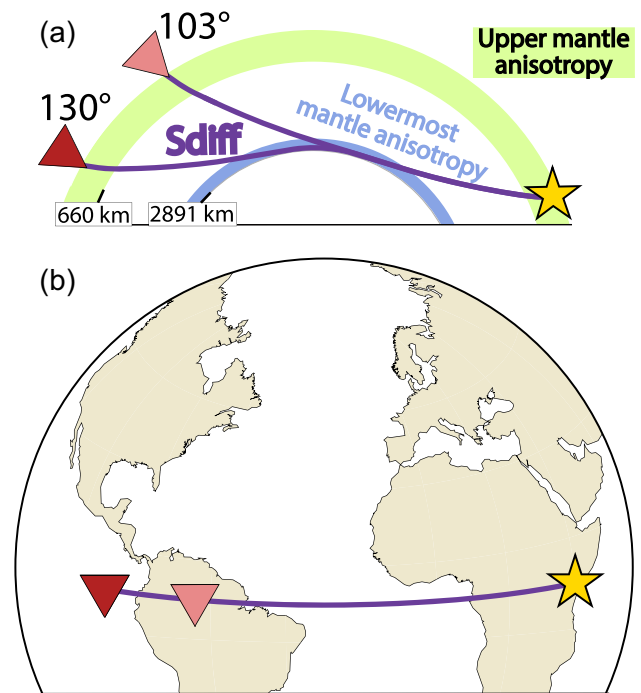 (a)
103°
Upper mantle
anisotropy
130°
Sdiff
Lowermost
mantle anisotropy
660 km
2891 km
(b)